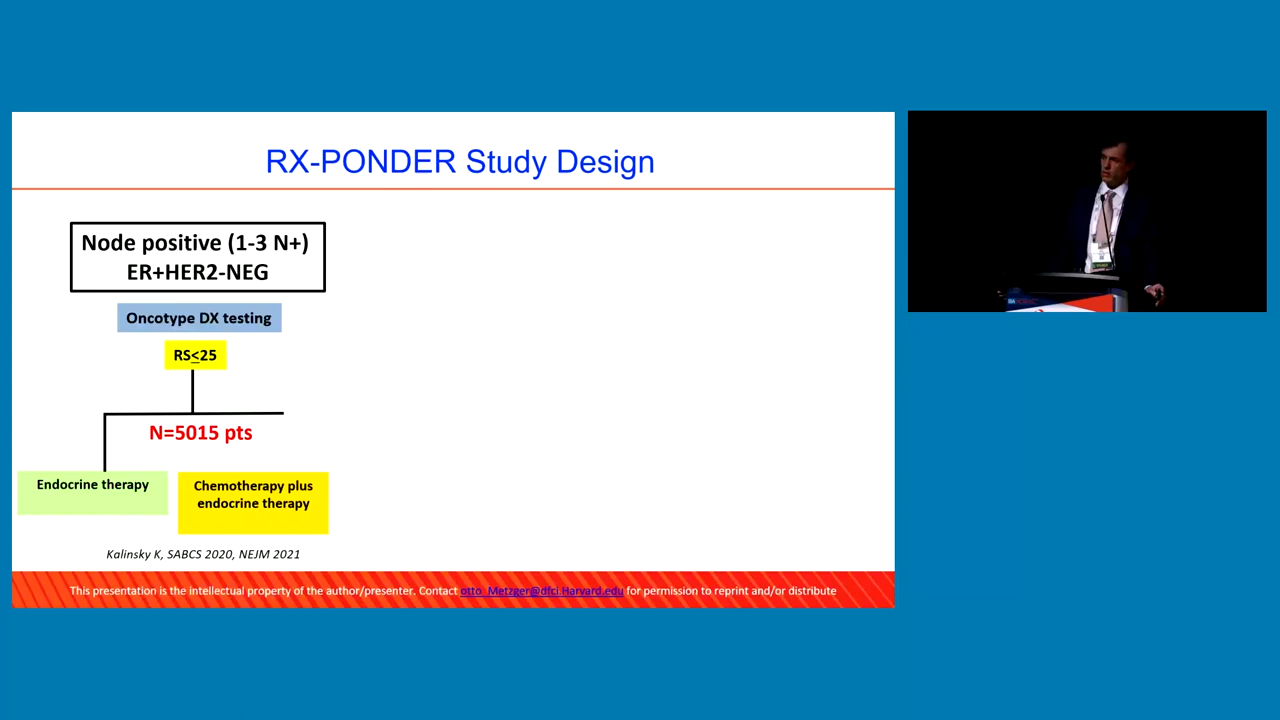 RX-PONDER Study Design
Node positive (1-3 N+)
ER+HER2-NEG
Oncotype DX testing
RS≤25
N=5015 pts
Endocrine therapy
Chemotherapy plus
endocrine therapy
Kalinsky K, SABCS 2020, NEJM 2021
This presentation is the intellectual property of the author/presenter. Contact otto_Metzger@dfci.Harvard.edu for permission to reprint and/or distribute